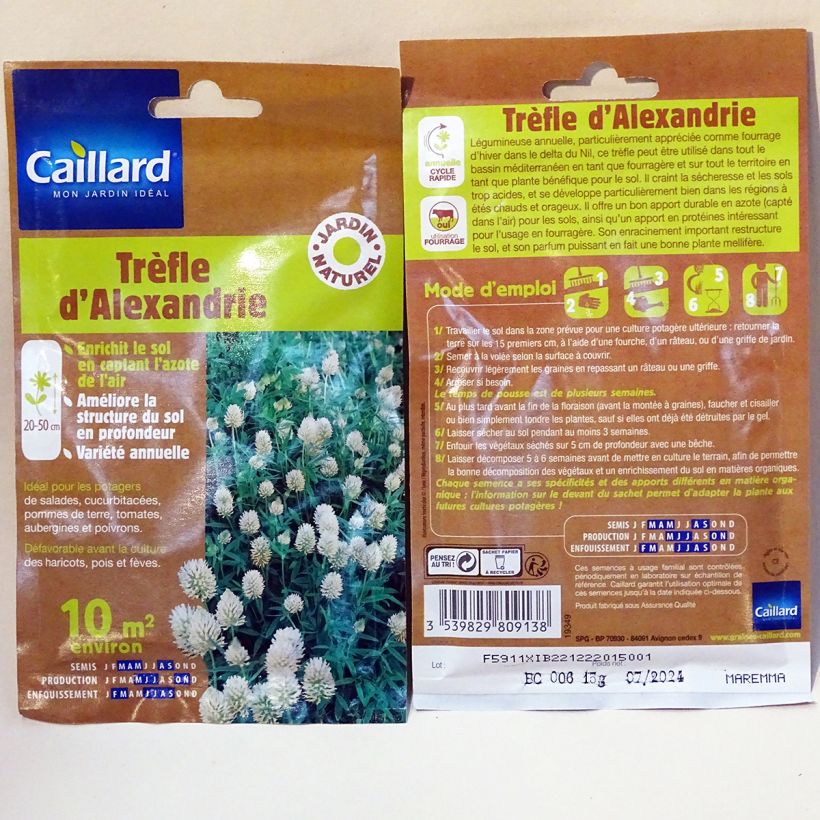 Caillard
MON JARDIN IDÉAL
JARDIN
NATUREL
Trèfle
d'Alexandrie
20-50 cm
Enrichit le sol
en captant l'azote
de l'air
Améliore la
structure du sol
en profondeur
Variété annuelle
Idéal pour les potagers
de salades, cucurbitacées,
pommes de terre, tomates,
aubergines et poivrons.
Défavorable avant la culture
des haricots, pois et fèves.
10 m²
environ
SEMIS J F M A M J J A S O N D
PRODUCTION J F M A M J J A S O N D
ENFOUISSEMENT J F M A M J J A S O N D
Trèfle d'Alexandrie
annuelle
CYCLE
RAPIDE
oui
utilisation
FOURRAGE
Légumineuse annuelle, particulièrement appréciée comme fourrage
d'hiver dans le delta du Nil, ce trèfle peut être utilisé dans tout le
bassin méditerranéen en tant que fourragère et sur tout le territoire en
tant que plante bénéfique pour le sol. Il craint la sécheresse et les sols
trop acides, et se développe particulièrement bien dans les régions à
étés chauds et orageux. Il offre un bon apport durable en azote (capté
dans l'air) pour les sols, ainsi qu'un apport en protéines intéressant
pour l'usage en fourragère. Son enracinement important restructure
le sol, et son parfum puissant en fait une bonne plante mellifère.
Mode d'emploi
1 2 3 4 5 6 7 8
1/ Travailler le sol dans la zone prévue pour une culture potagère ultérieure : retourner la
terre sur les 15 premiers cm, à l'aide d'une fourche, d'un râteau, ou d'une griffe de jardin.
2/ Semer à la volée selon la surface à couvrir.
3/ Recouvrir légèrement les graines en repassant un râteau ou une griffe.
4/ Arroser si besoin.
Le temps de pousse est de plusieurs semaines.
5/ Au plus tard avant la fin de la floraison (avant la montée à graines), faucher et cisailler
ou bien simplement tondre les plantes, sauf si elles ont déjà été détruites par le gel.
6/ Laisser sécher au sol pendant au moins 3 semaines.
7/ Enfouir les végétaux séchés sur 5 cm de profondeur avec une bêche.
8/ Laisser décomposer 5 à 6 semaines avant de mettre en culture le terrain, afin de permettre
la bonne décomposition des végétaux et un enrichissement du sol en matières organiques.
Chaque semence a ses spécificités et des apports différents en matière orga-
nique : l'information sur le devant du sachet permet d'adapter la plante aux
futures cultures potagères !
SEMIS J F M A M J J A S O N D
PRODUCTION J F M A M J J A S O N D
ENFOUISSEMENT J F M A M J J A S O N D
PENSEZ
AU TRI !
SACHET PAPIER
À RECYCLER
Ces semences à usage familial sont contrôlées
périodiquement en laboratoire sur échantillon de
référence. Caillard garantit l'utilisation optimale de
ces semences jusqu'à la date indiquée ci-dessous.
Produit fabriqué sous Assurance Qualité
Caillard
3 539829 809138
19349
SPG - BP 70930 - 84091 Avignon cedex 9
www.graines-caillard.com
Lot :
F5911XIB221222015001
Poids net
EC 006 15g 07/2024
MAREMMA